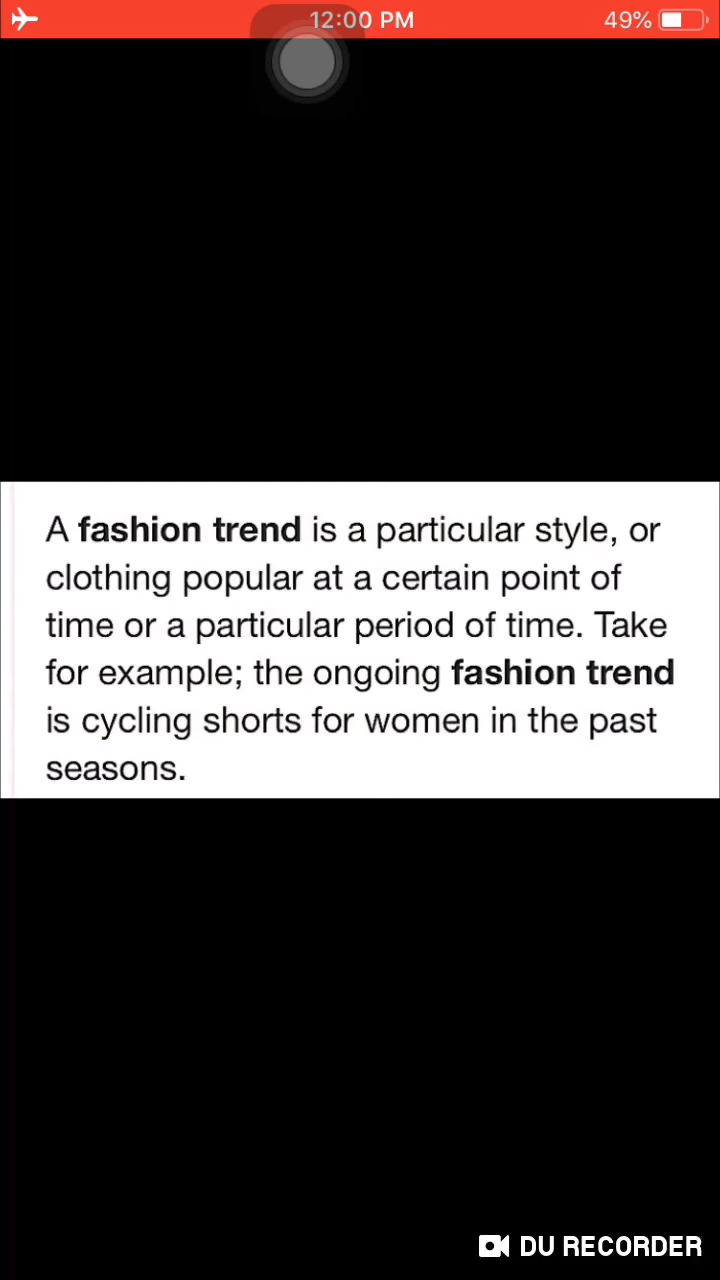 12:00 PM 49%
A fashion trend is a particular style, or
clothing popular at a certain point of
time or a particular period of time. Take
for example; the ongoing fashion trend
is cycling shorts for women in the past
seasons.
DU RECORDER